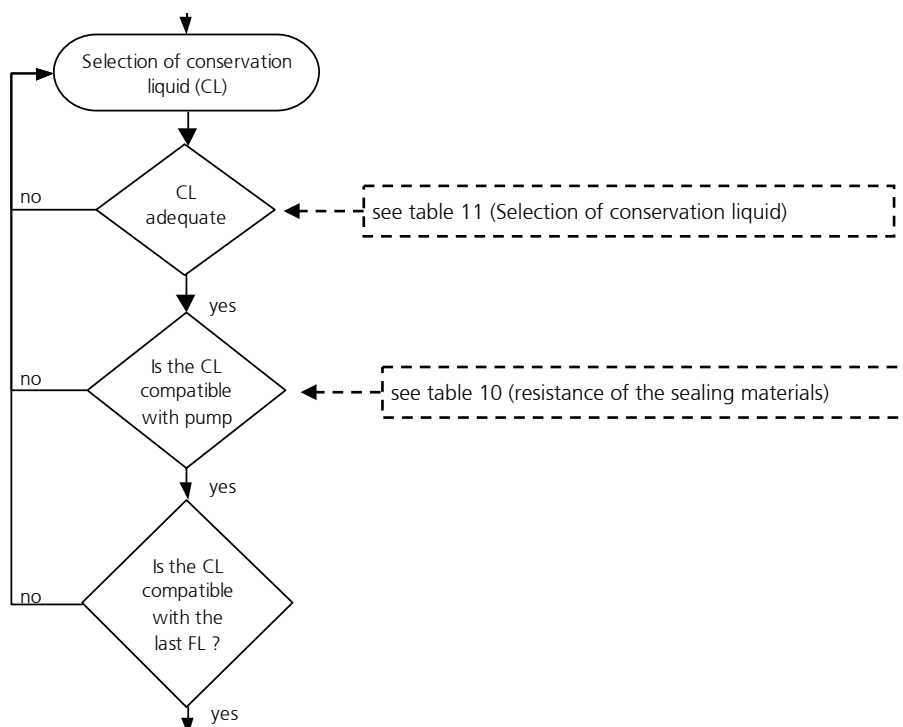 Selection of conservation
liquid (CL)
no
CL
adequate
see table 11 (Selection of conservation liquid)
yes
no
Is the CL
compatible
with pump
see table 10 (resistance of the sealing materials)
yes
no
Is the CL
compatible
with the
last FL ?
yes